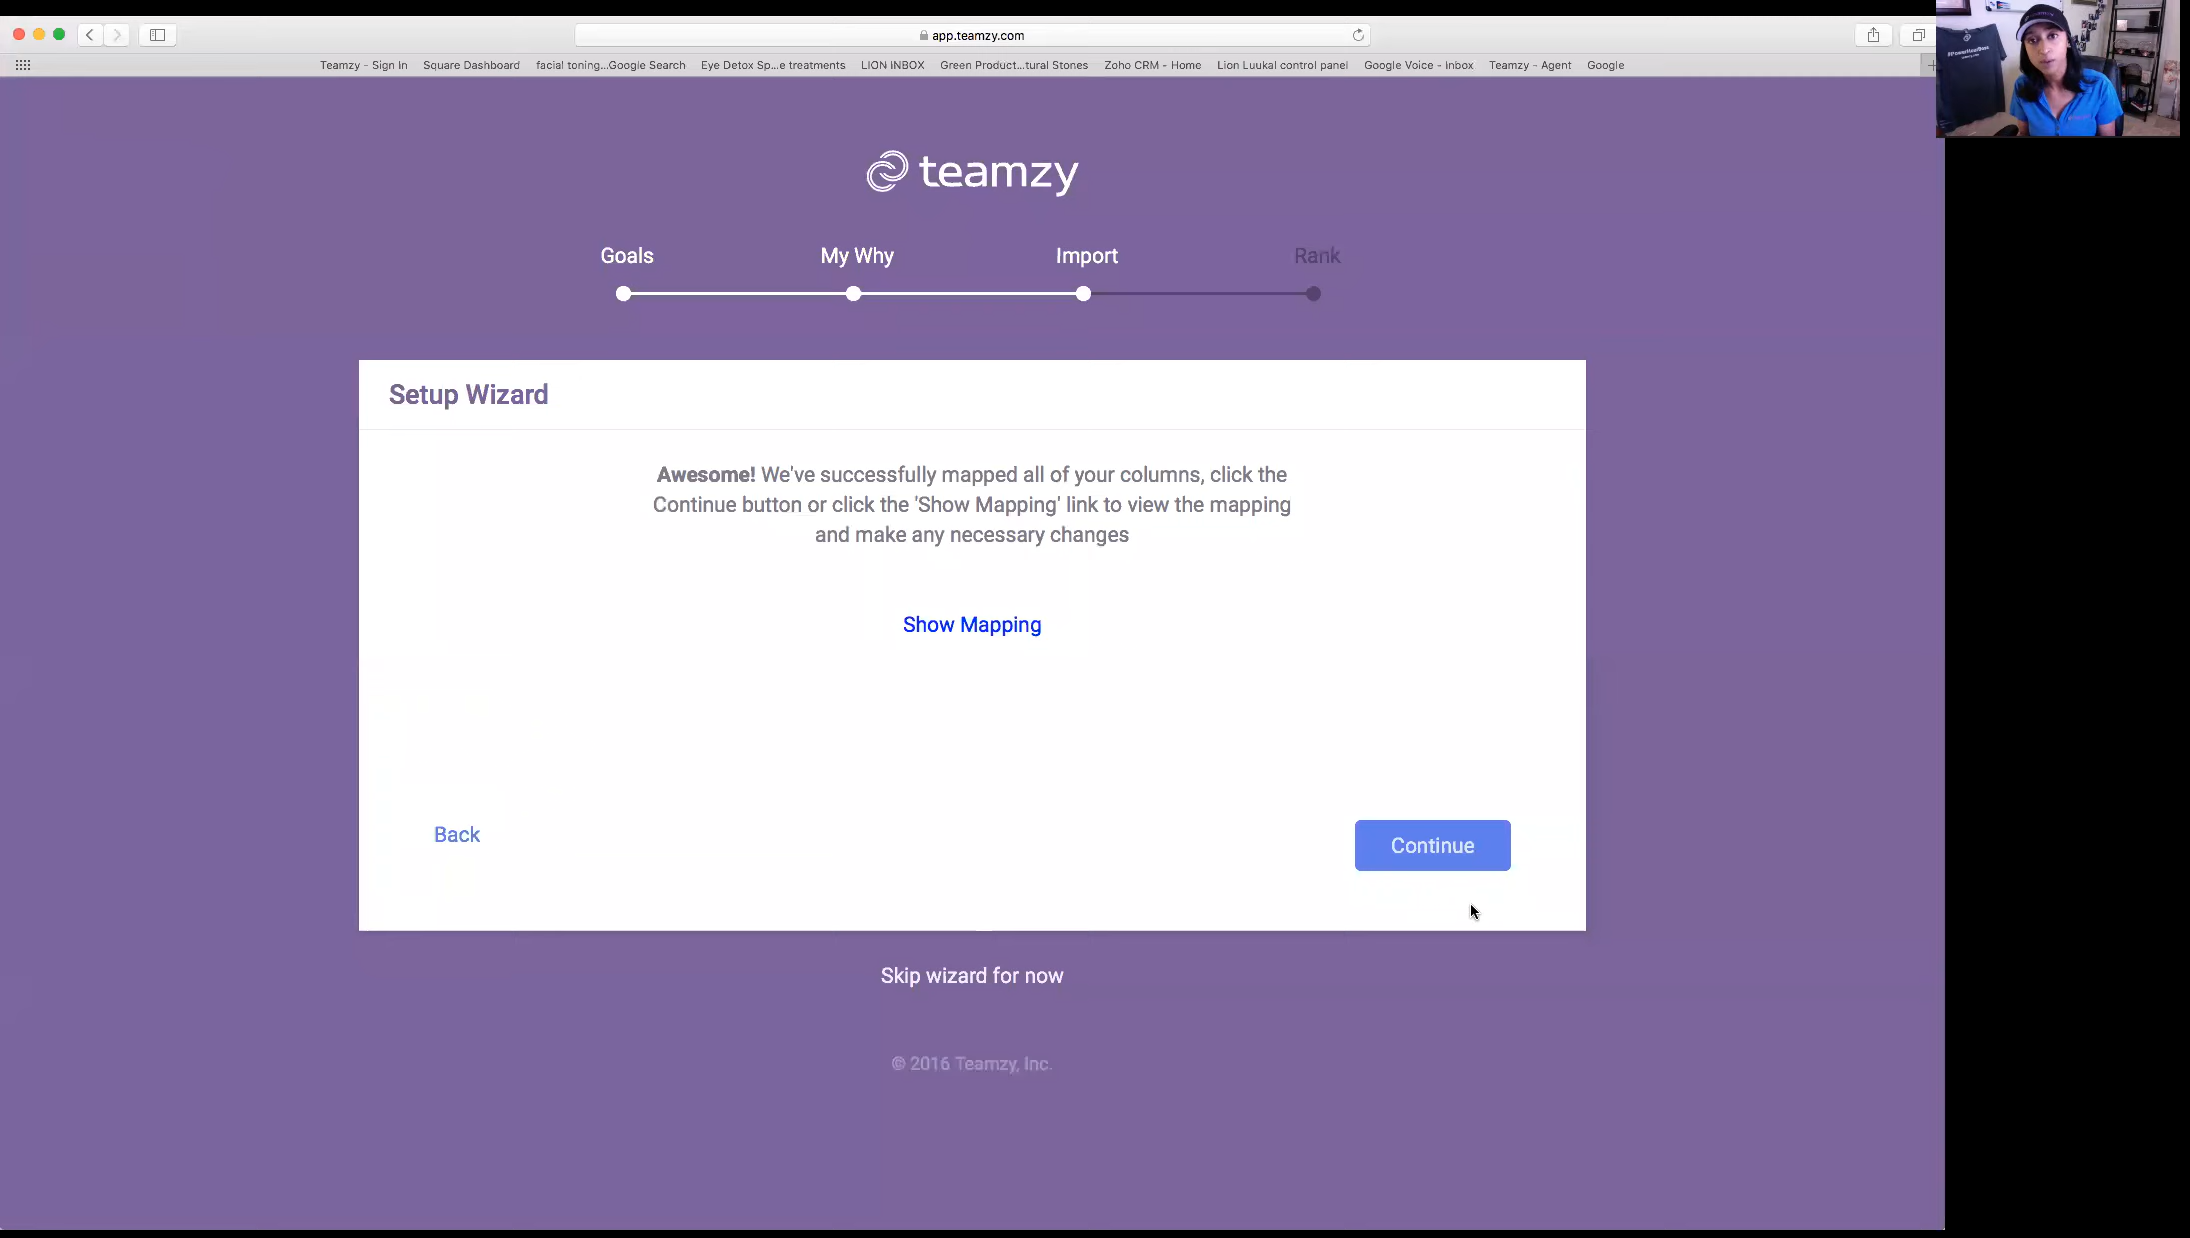 app.teamzy.com
Teamzy - Sign In Square Dashboard facial toning...Google Search Eye Detox Sp...e treatments LION INBOX Green Product...tural Stones Zoho CRM - Home Lion Luukal control panel Google Voice - Inbox Teamzy - Agent Google
teamzy
Goals My Why Import Rank
Setup Wizard
Awesome! We've successfully mapped all of your columns, click the
Continue button or click the 'Show Mapping' link to view the mapping
and make any necessary changes
Show Mapping
Back
Continue
Skip wizard for now
© 2016 Teamzy, Inc.